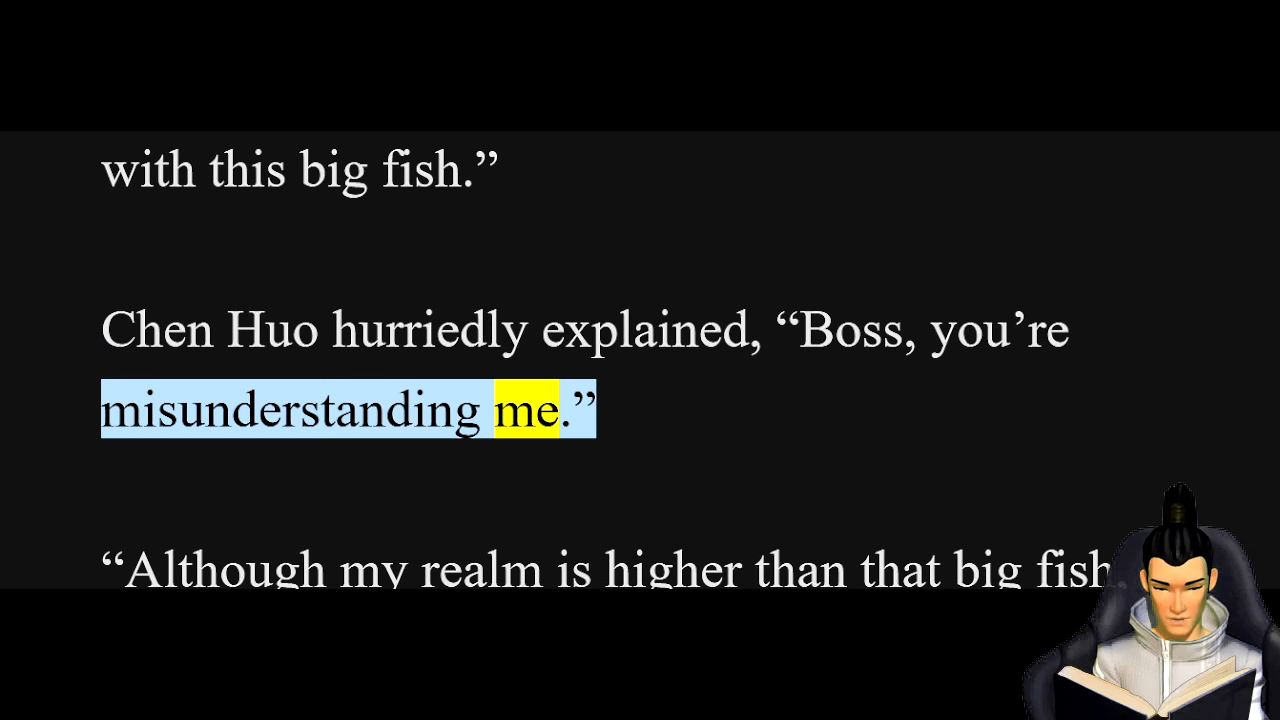 with this big fish.”
Chen Huo hurriedly explained, “Boss, you’re
misunderstanding me.”
“Although my realm is higher than that big fish,